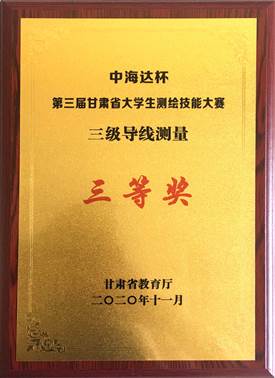 中海达杯
第三届甘肃省大学生测绘技能大赛
三级导线测量
三等奖
甘肃省教育厅
二〇二〇年十一月